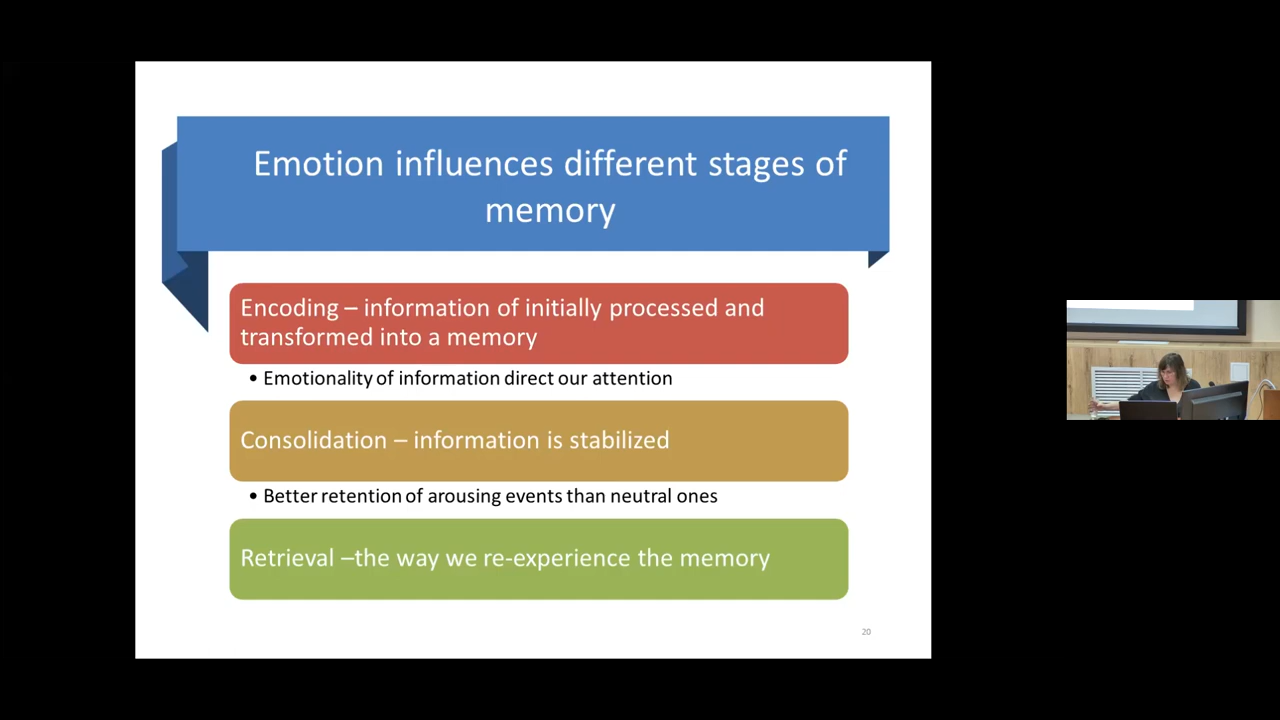 Emotion influences different stages of
memory
Encoding – information of initially processed and
transformed into a memory
• Emotionality of information direct our attention
Consolidation – information is stabilized
• Better retention of arousing events than neutral ones
Retrieval –the way we re-experience the memory
20